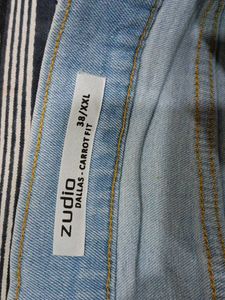 38/XXL
zudio
DALLAS - CARROT FIT